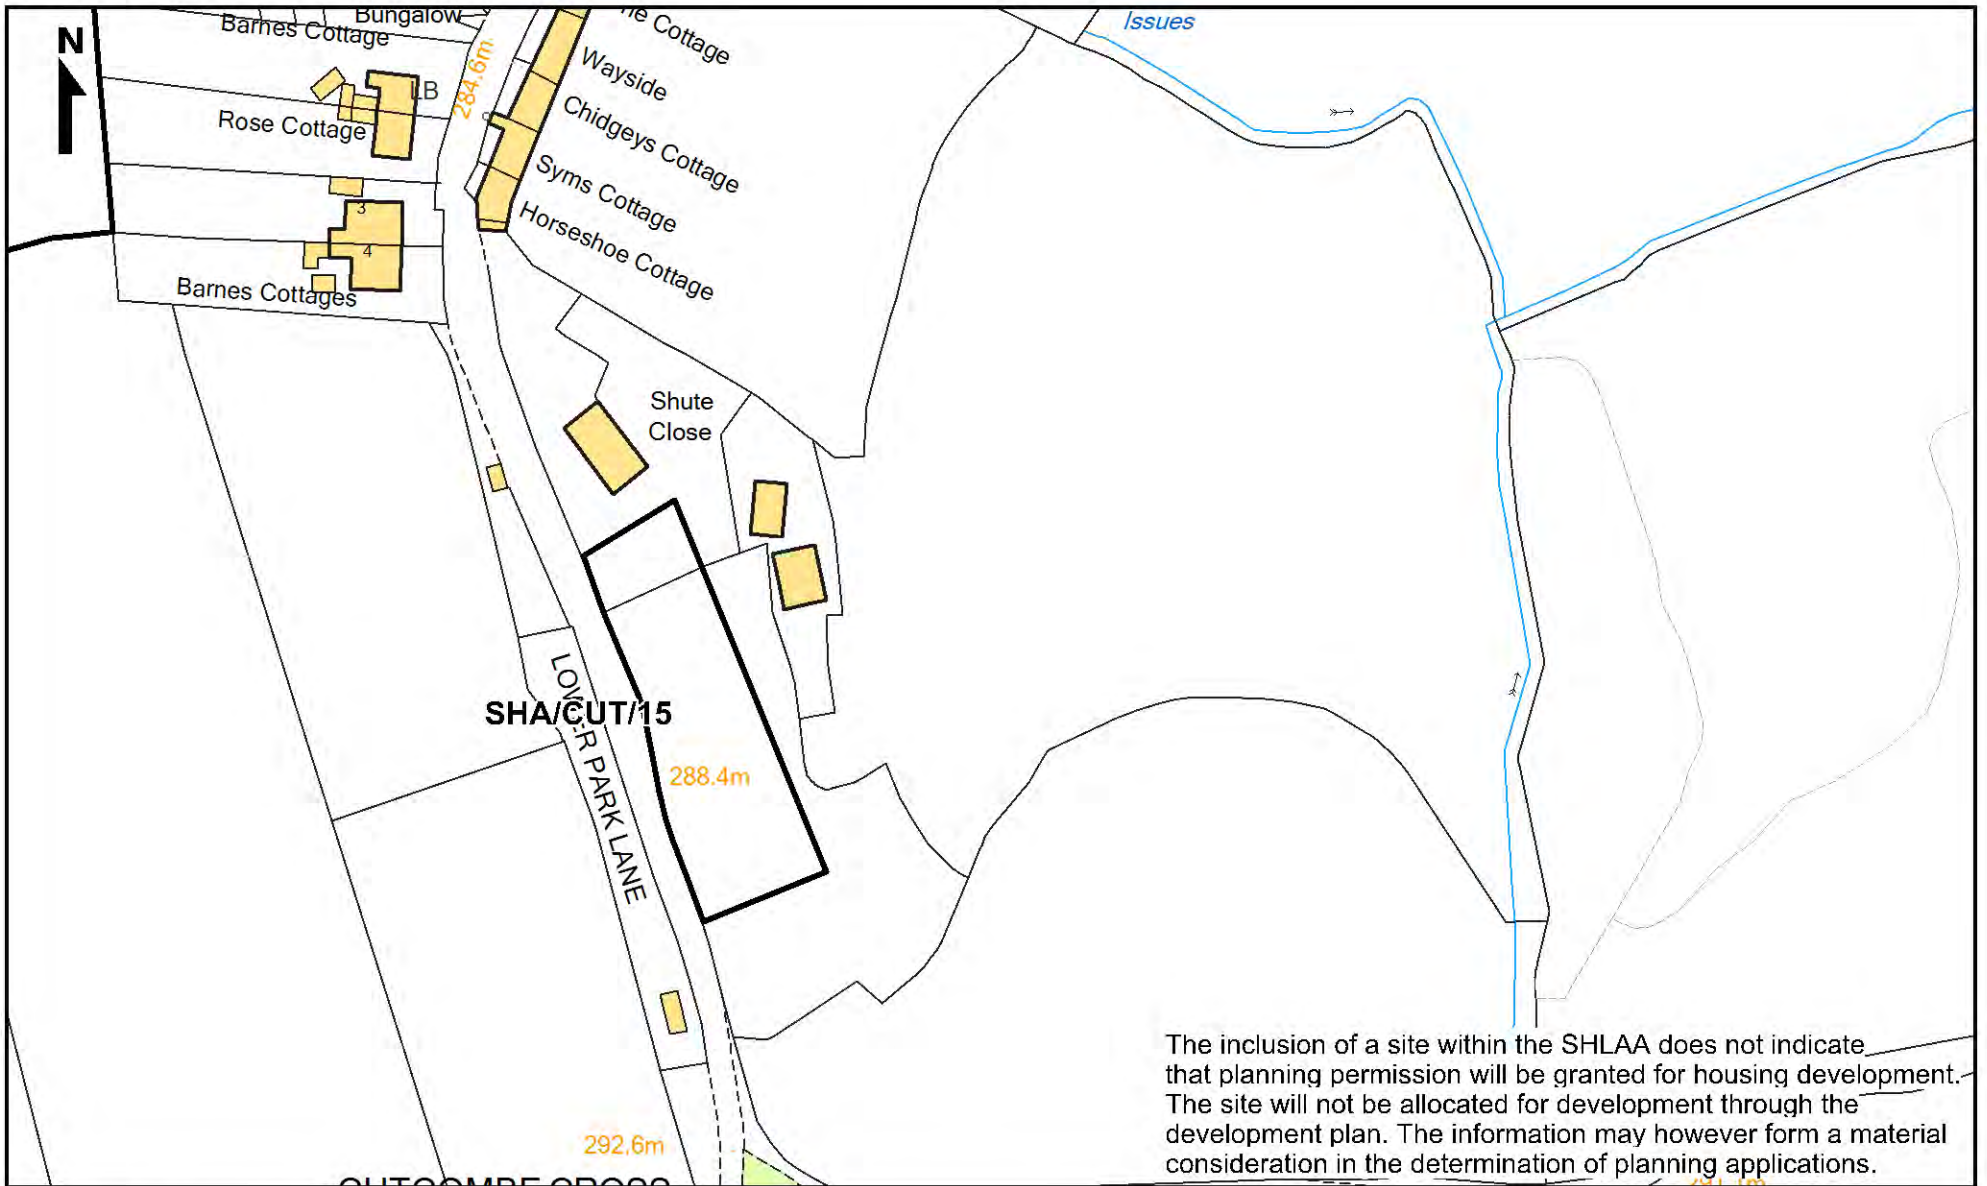 N
Barnes Cottage
Bungalow
284.6m
Cottage
Wayside
LB
Rose Cottage
Chidgeys Cottage
Syms Cottage
3
Horseshoe Cottage
4
Barnes Cottages
Issues
Shute
Close
SHA/CUT/15
LOWER PARK LANE
288.4m
292.6m
The inclusion of a site within the SHLAA does not indicate
that planning permission will be granted for housing development.
The site will not be allocated for development through the
development plan. The information may however form a material
consideration in the determination of planning applications.